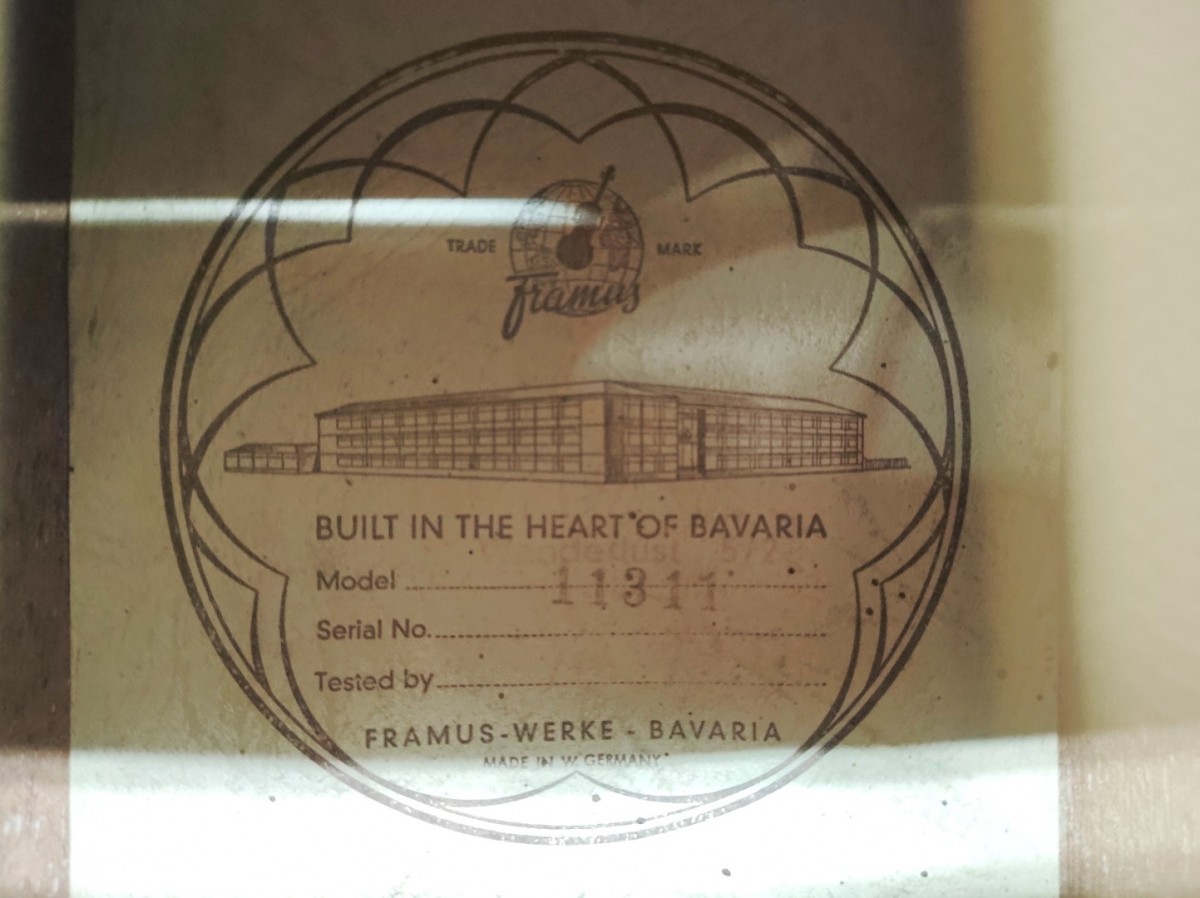 TRADE MARK
Framus
BUILT IN THE HEART OF BAVARIA
Model 11311
Serial No.
Tested by
FRAMUS-WERKE - BAVARIA
MADE IN W. GERMANY